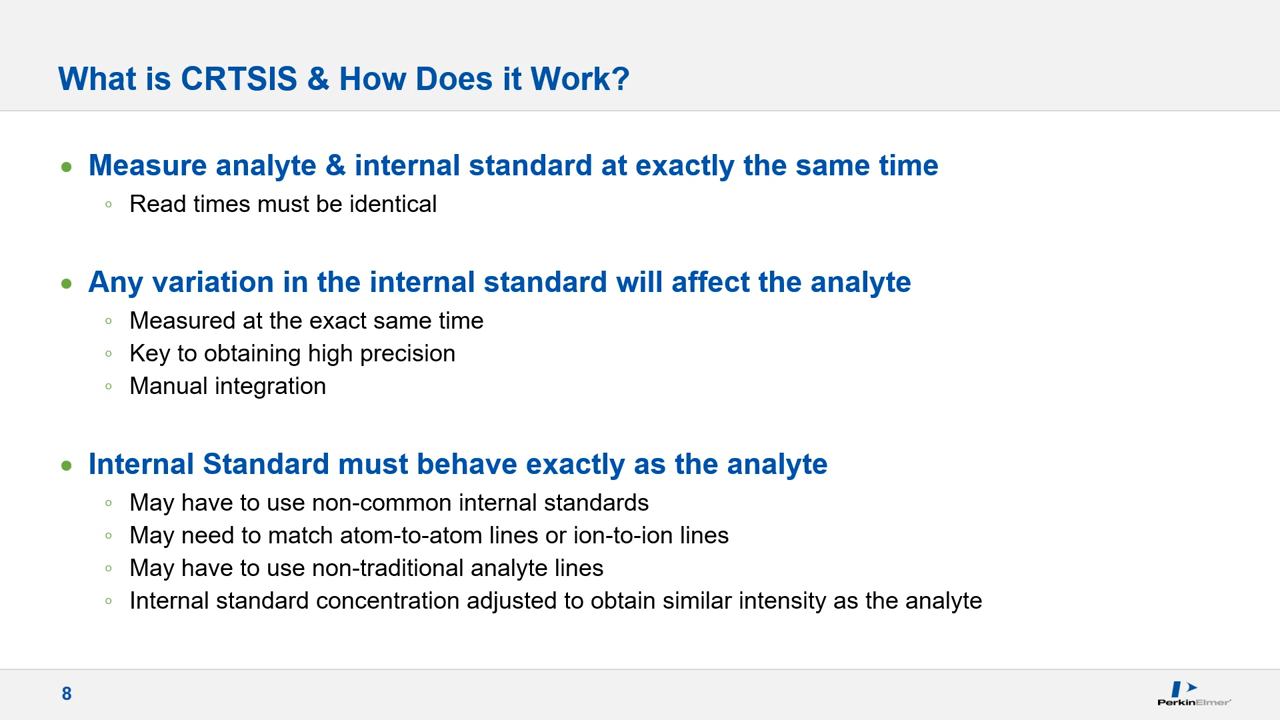 What is CRTSIS & How Does it Work?
• Measure analyte & internal standard at exactly the same time
◦ Read times must be identical
• Any variation in the internal standard will affect the analyte
◦ Measured at the exact same time
◦ Key to obtaining high precision
◦ Manual integration
• Internal Standard must behave exactly as the analyte
◦ May have to use non-common internal standards
◦ May need to match atom-to-atom lines or ion-to-ion lines
◦ May have to use non-traditional analyte lines
◦ Internal standard concentration adjusted to obtain similar intensity as the analyte
8
PerkinElmer